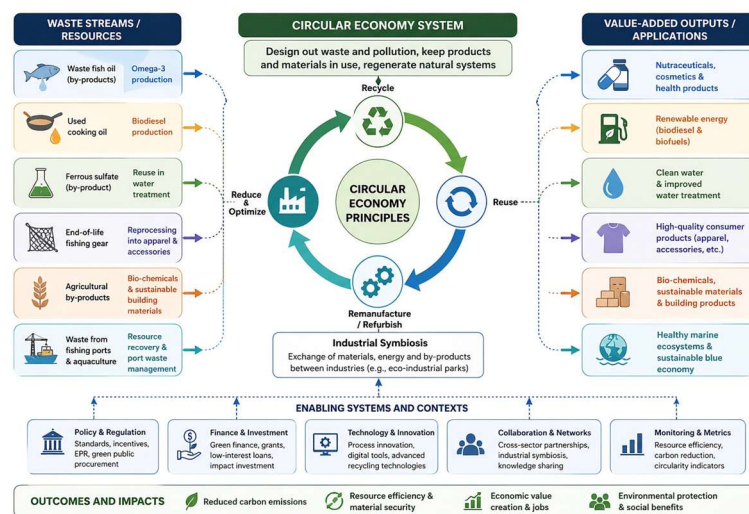 WASTE STREAMS /
RESOURCES
Waste fish oil
(by-products)
Omega-3
production
Used
cooking oil
Biodiesel
production
Ferrous sulfate
(by-product)
Reuse in
water
treatment
End-of-life
fishing gear
Reprocessing
into apparel &
accessories
Agricultural
by-products
Bio-chemicals
& sustainable
building
materials
Waste from
fishing ports
& aquaculture
Resource
recovery &
port waste
management
CIRCULAR ECONOMY SYSTEM
Design out waste and pollution, keep products
and materials in use, regenerate natural systems
Recycle
Reduce
&
Optimize
CIRCULAR
ECONOMY
PRINCIPLES
Reuse
Remanufacture
/ Refurbish
Industrial Symbiosis
Exchange of materials, energy and by-products
between industries (e.g., eco-industrial parks)
VALUE-ADDED OUTPUTS /
APPLICATIONS
Nutraceuticals,
cosmetics &
health products
Renewable energy
(biodiesel &
biofuels)
Clean water
& improved
water treatment
High-quality consumer
products (apparel,
accessories, etc.)
Bio-chemicals,
sustainable materials
& building products
Healthy marine
ecosystems &
sustainable blue
economy
ENABLING SYSTEMS AND CONTEXTS
Policy & Regulation
Standards, incentives,
EPR, green public
procurement
Finance & Investment
Green finance, grants,
low-interest loans,
impact investment
Technology & Innovation
Process innovation,
digital tools, advanced
recycling technologies
Collaboration & Networks
Cross-sector partnerships,
industrial symbiosis,
knowledge sharing
Monitoring & Metrics
Resource efficiency,
carbon reduction,
circularity indicators
OUTCOMES AND IMPACTS
Reduced carbon emissions
Resource efficiency &
material security
Economic value
creation & jobs
Environmental protection
& social benefits